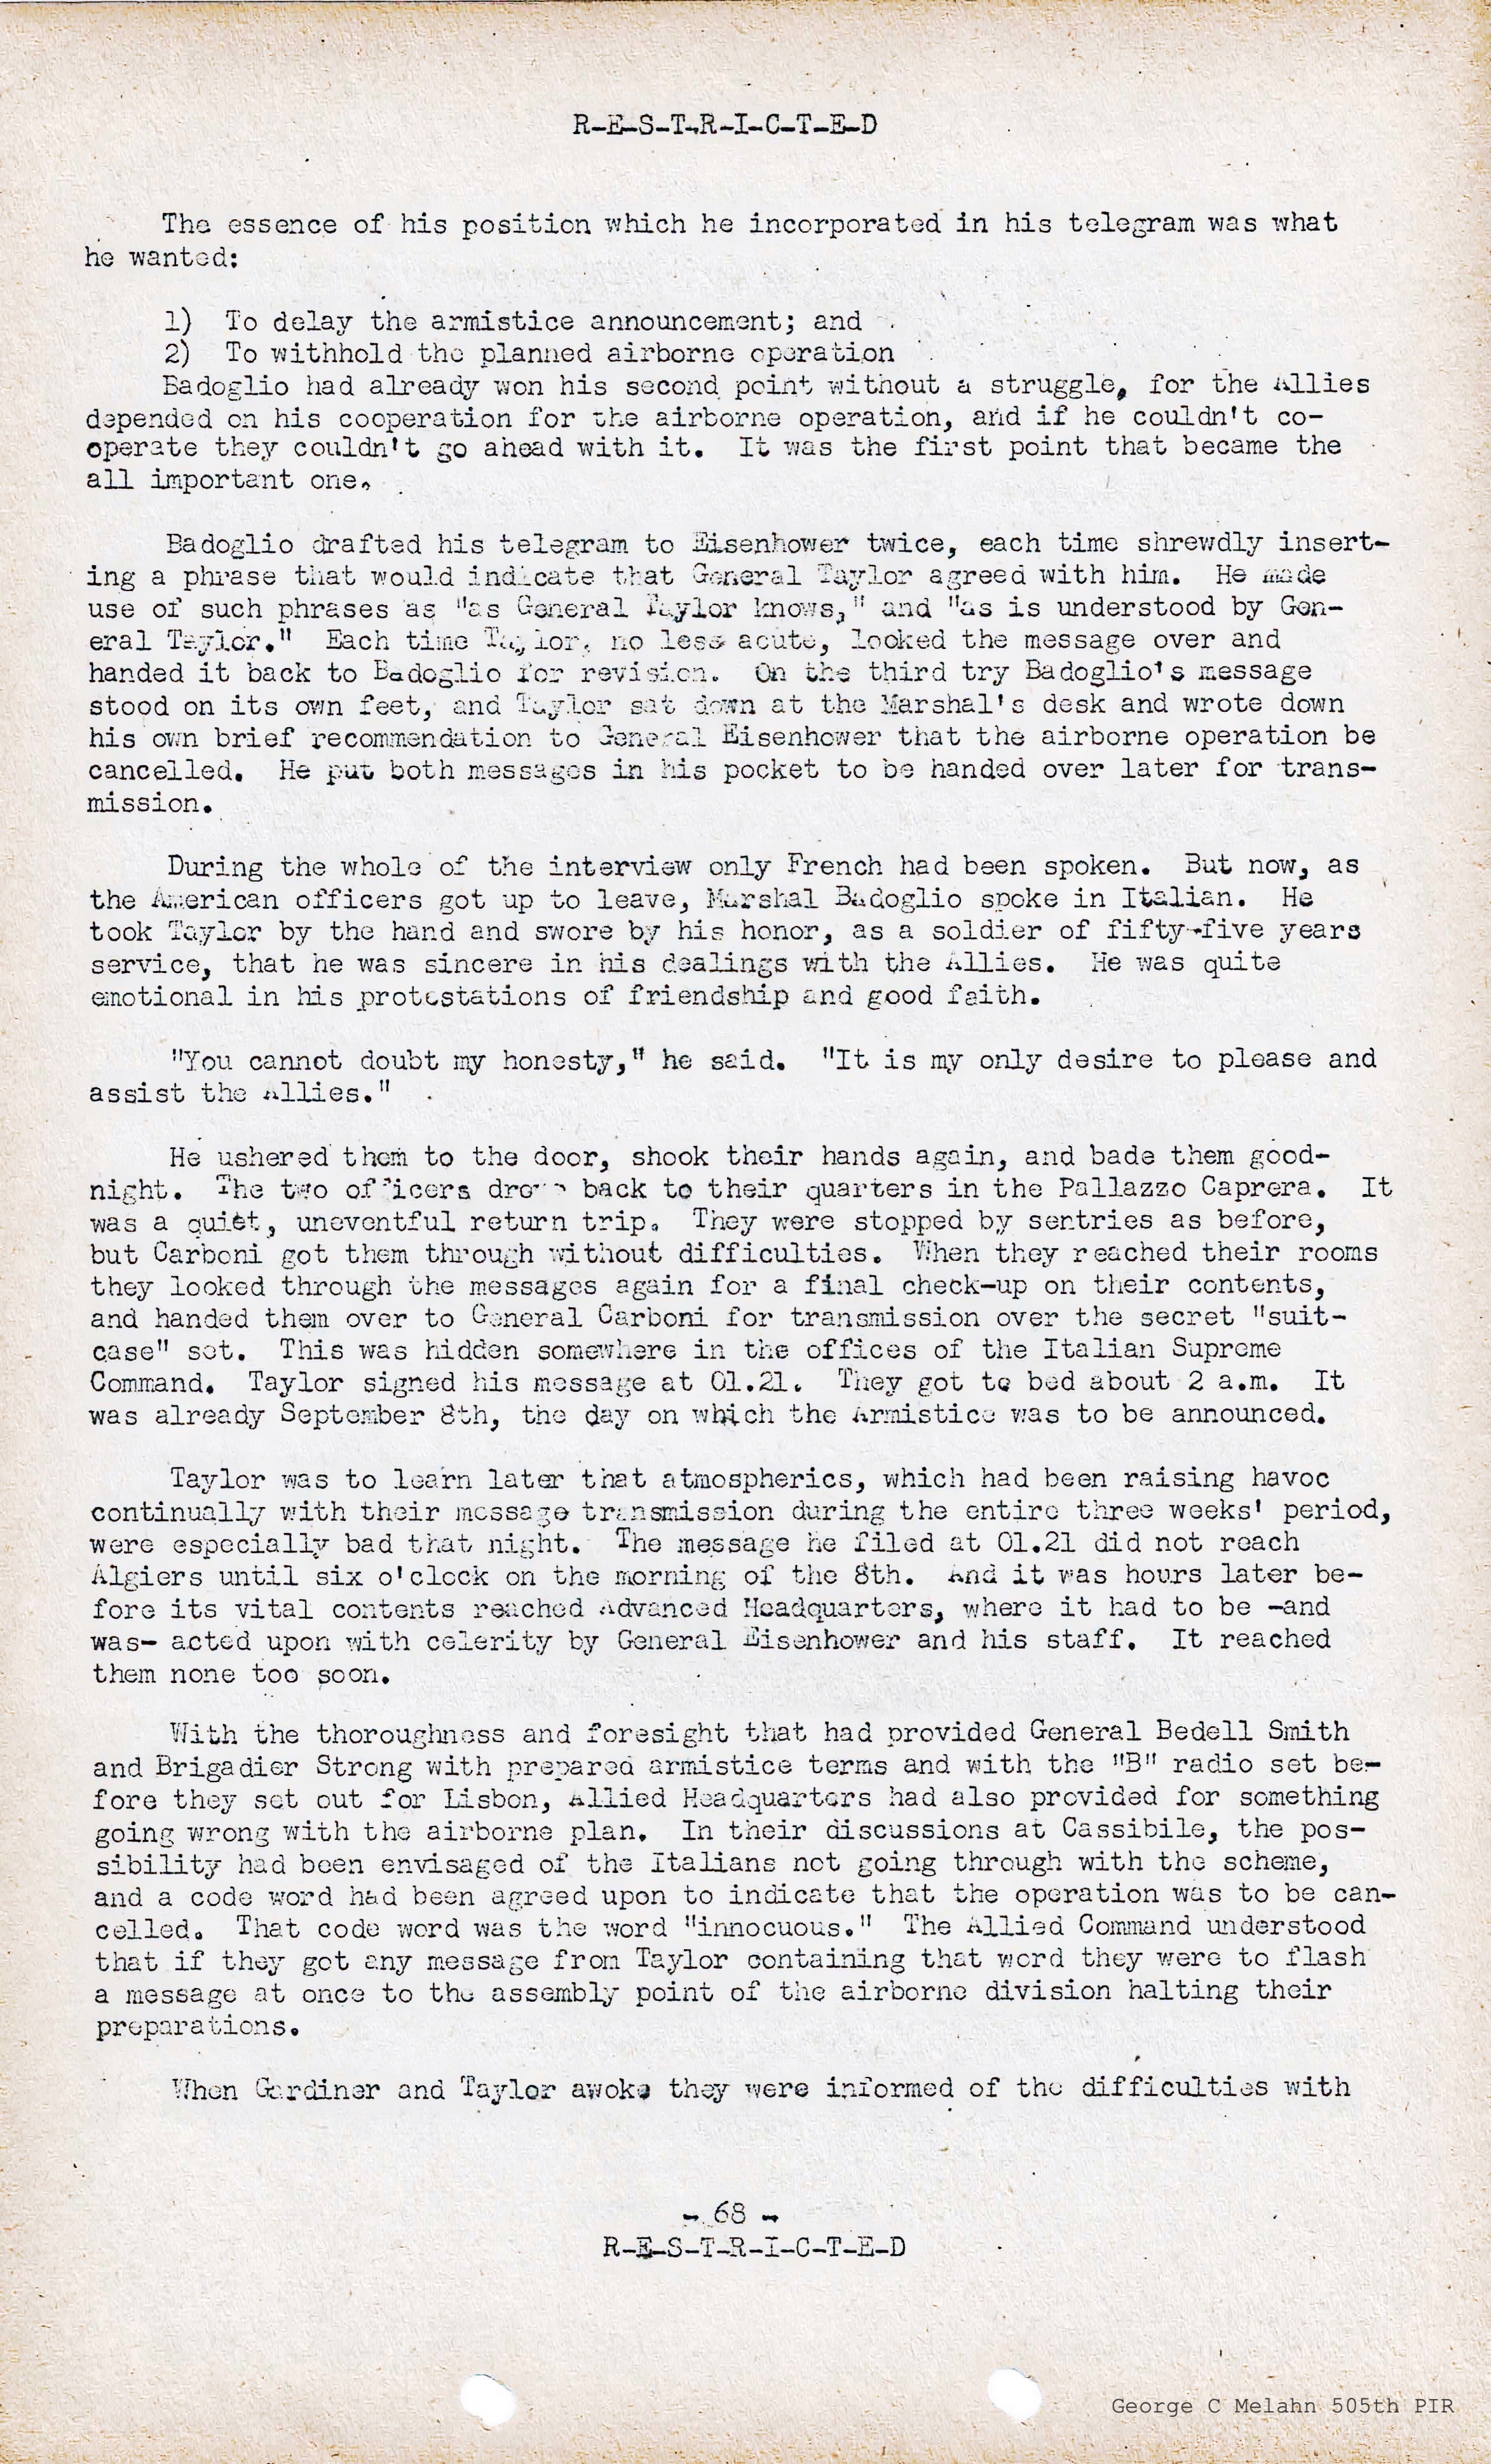 R-E-S-T-R-I-C-T-E-D
The essence of his position which he incorporated in his telegram was what
he wanted:
1) To delay the armistice announcement; and
2) To withhold the planned airborne operation
Badoglio had already won his second point without a struggle, for the Allies
depended on his cooperation for the airborne operation, and if he couldn't co-
operate they couldn't go ahead with it. It was the first point that became the
all important one.
Badoglio drafted his telegram to Eisenhower twice, each time shrewdly insert-
ing a phrase that would indicate that General Taylor agreed with him. He made
use of such phrases as "as General Taylor knows," and "as is understood by Gen-
eral Taylor." Each time Taylor, no less acute, looked the message over and
handed it back to Badoglio for revision. On the third try Badoglio's message
stood on its own feet, and Taylor sat down at the Marshal's desk and wrote down
his own brief recommendation to General Eisenhower that the airborne operation be
cancelled. He put both messages in his pocket to be handed over later for trans-
mission.
During the whole of the interview only French had been spoken. But now, as
the American officers got up to leave, Marshal Badoglio spoke in Italian. He
took Taylor by the hand and swore by his honor, as a soldier of fifty-five years
service, that he was sincere in his dealings with the Allies. He was quite
emotional in his protestations of friendship and good faith.
"You cannot doubt my honesty," he said. "It is my only desire to please and
assist the Allies."
He ushered them to the door, shook their hands again, and bade them good-
night. The two officers drove back to their quarters in the Pallazzo Caprera. It
was a quiet, uneventful return trip. They were stopped by sentries as before,
but Carboni got them through without difficulties. When they reached their rooms
they looked through the messages again for a final check-up on their contents,
and handed them over to General Carboni for transmission over the secret "suit-
case" set. This was hidden somewhere in the offices of the Italian Supreme
Command. Taylor signed his message at 01.21. They got to bed about 2 a.m. It
was already September 8th, the day on which the Armistice was to be announced.
Taylor was to learn later that atmospherics, which had been raising havoc
continually with their message transmission during the entire three weeks' period,
were especially bad that night. The message he filed at 01.21 did not reach
Algiers until six o'clock on the morning of the 8th. And it was hours later be-
fore its vital contents reached Advanced Headquarters, where it had to be -and
was- acted upon with celerity by General Eisenhower and his staff. It reached
them none too soon.
With the thoroughness and foresight that had provided General Bedell Smith
and Brigadier Strong with prepared armistice terms and with the "B" radio set be-
fore they set out for Lisbon, Allied Headquarters had also provided for something
going wrong with the airborne plan. In their discussions at Cassibile, the pos-
sibility had been envisaged of the Italians not going through with the scheme,
and a code word had been agreed upon to indicate that the operation was to be can-
celled. That code word was the word "innocuous." The Allied Command understood
that if they got any message from Taylor containing that word they were to flash
a message at once to the assembly point of the airborne division halting their
preparations.
When Gardiner and Taylor awoke they were informed of the difficulties with
- 68 -
R-E-S-T-R-I-C-T-E-D
George C Melahn 505th PIR